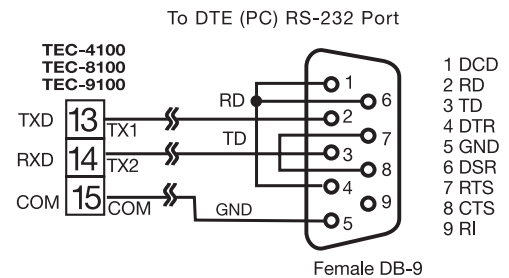 To DTE (PC) RS-232 Port
TEC-4100
TEC-8100
TEC-9100
TXD 13 TX1
RXD 14 TX2
COM 15 COM
RD
TD
GND
1
2
3
4
5
6
7
8
9
1 DCD
2 RD
3 TD
4 DTR
5 GND
6 DSR
7 RTS
8 CTS
9 RI
Female DB-9